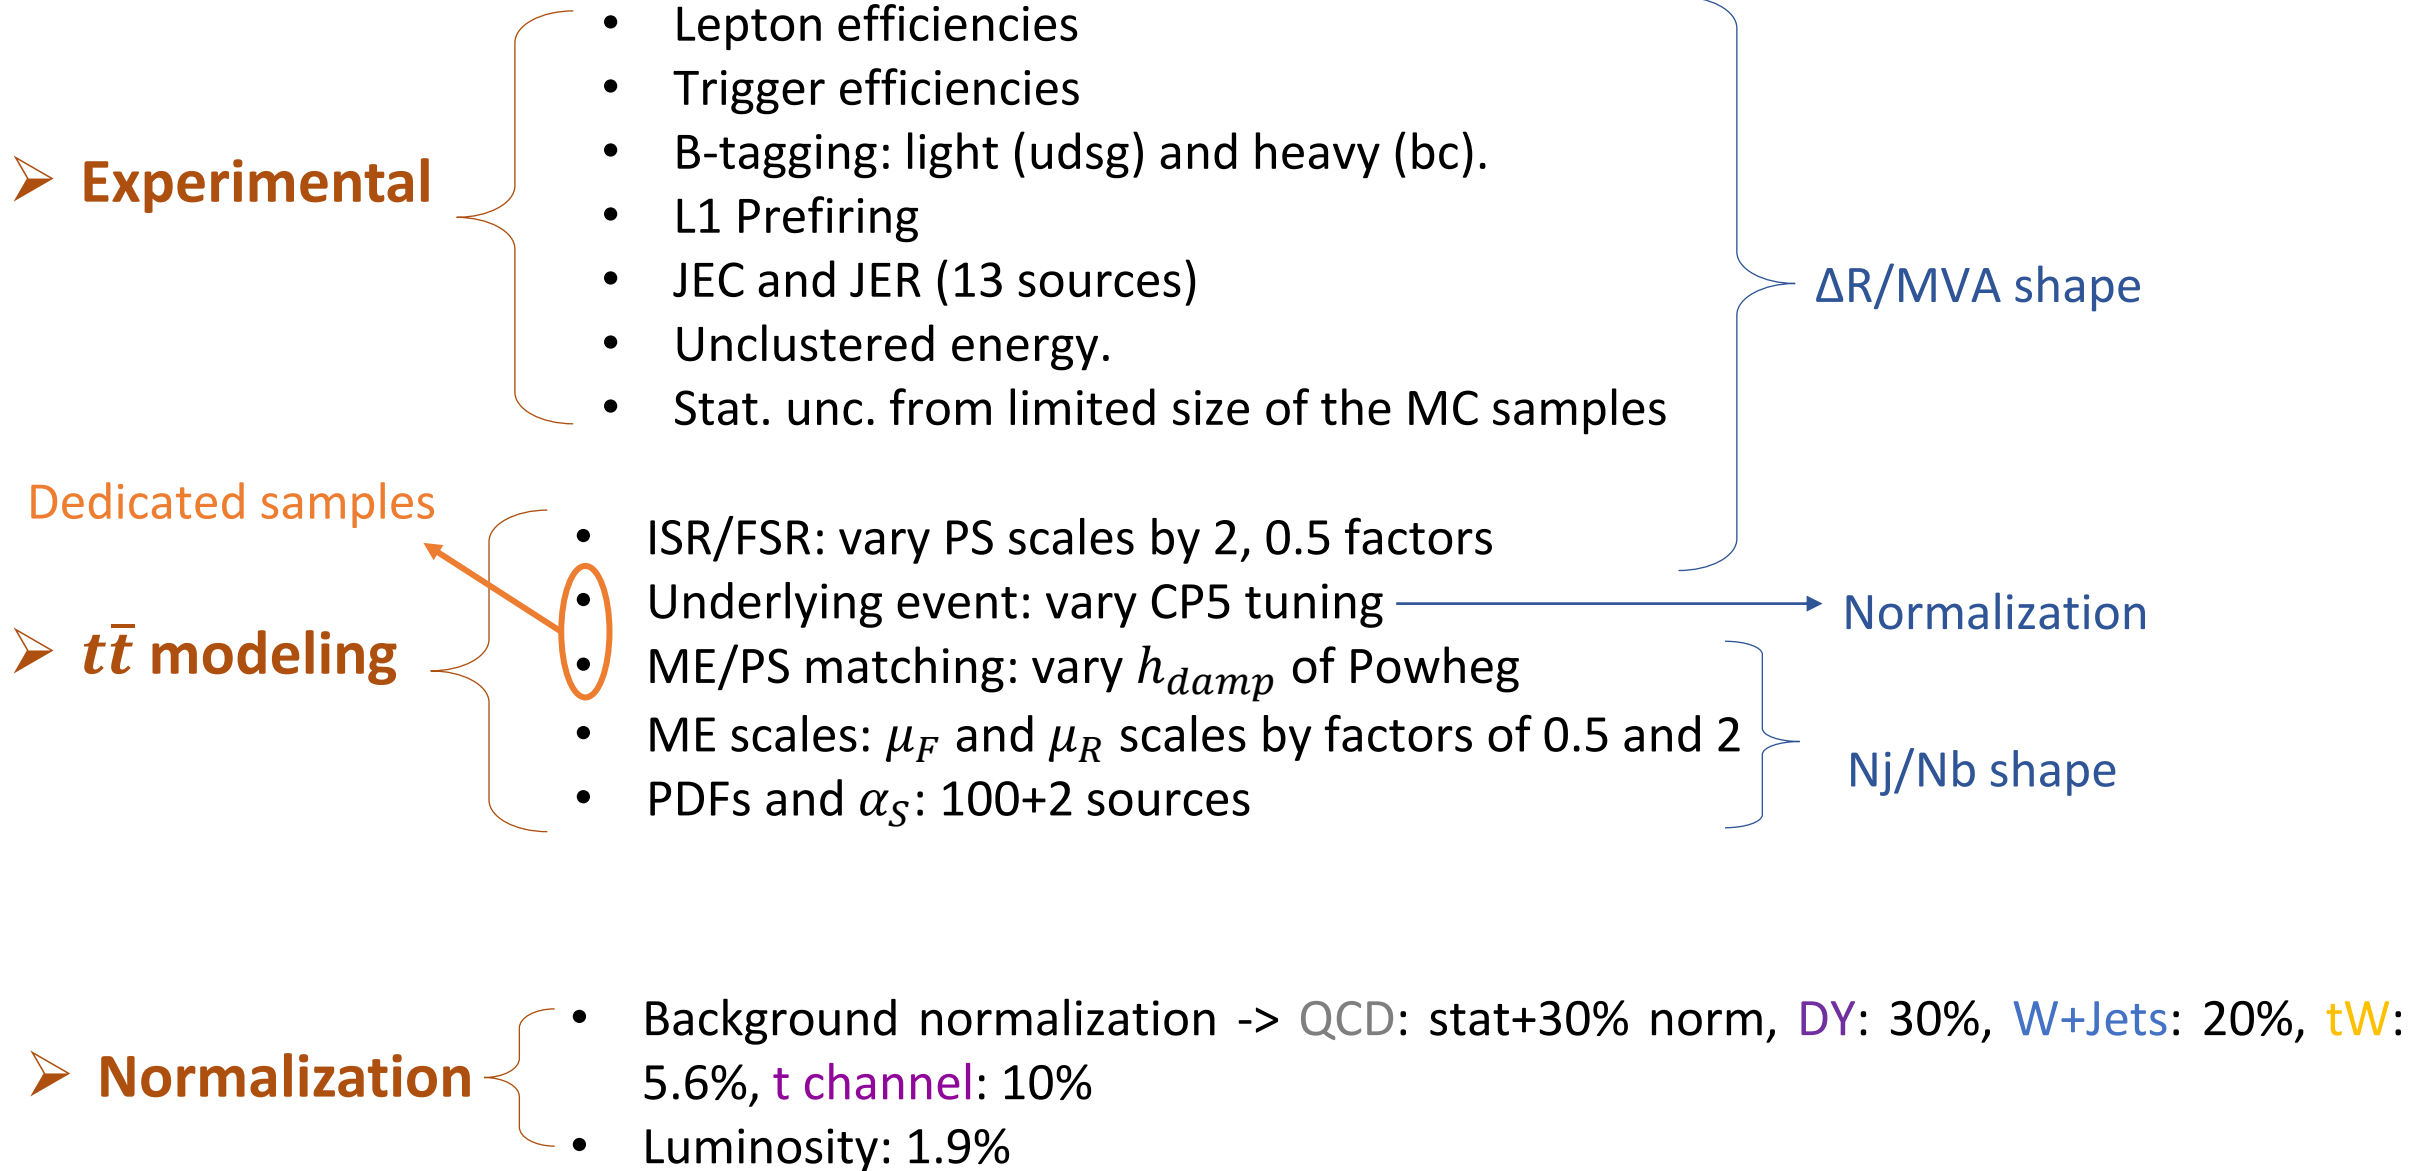 ➢ Experimental
• Lepton efficiencies
• Trigger efficiencies
• B-tagging: light (udsg) and heavy (bc).
• L1 Prefiring
• JEC and JER (13 sources)
• Unclustered energy.
• Stat. unc. from limited size of the MC samples
ΔR/MVA shape
Dedicated samples
➢ tt̄ modeling
• ISR/FSR: vary PS scales by 2, 0.5 factors
• Underlying event: vary CP5 tuning
Normalization
• ME/PS matching: vary h_damp of Powheg
• ME scales: μ_F and μ_R scales by factors of 0.5 and 2
• PDFs and α_S: 100+2 sources
Nj/Nb shape
➢ Normalization
• Background normalization -> QCD: stat+30% norm, DY: 30%, W+Jets: 20%, tW:
5.6%, t channel: 10%
• Luminosity: 1.9%